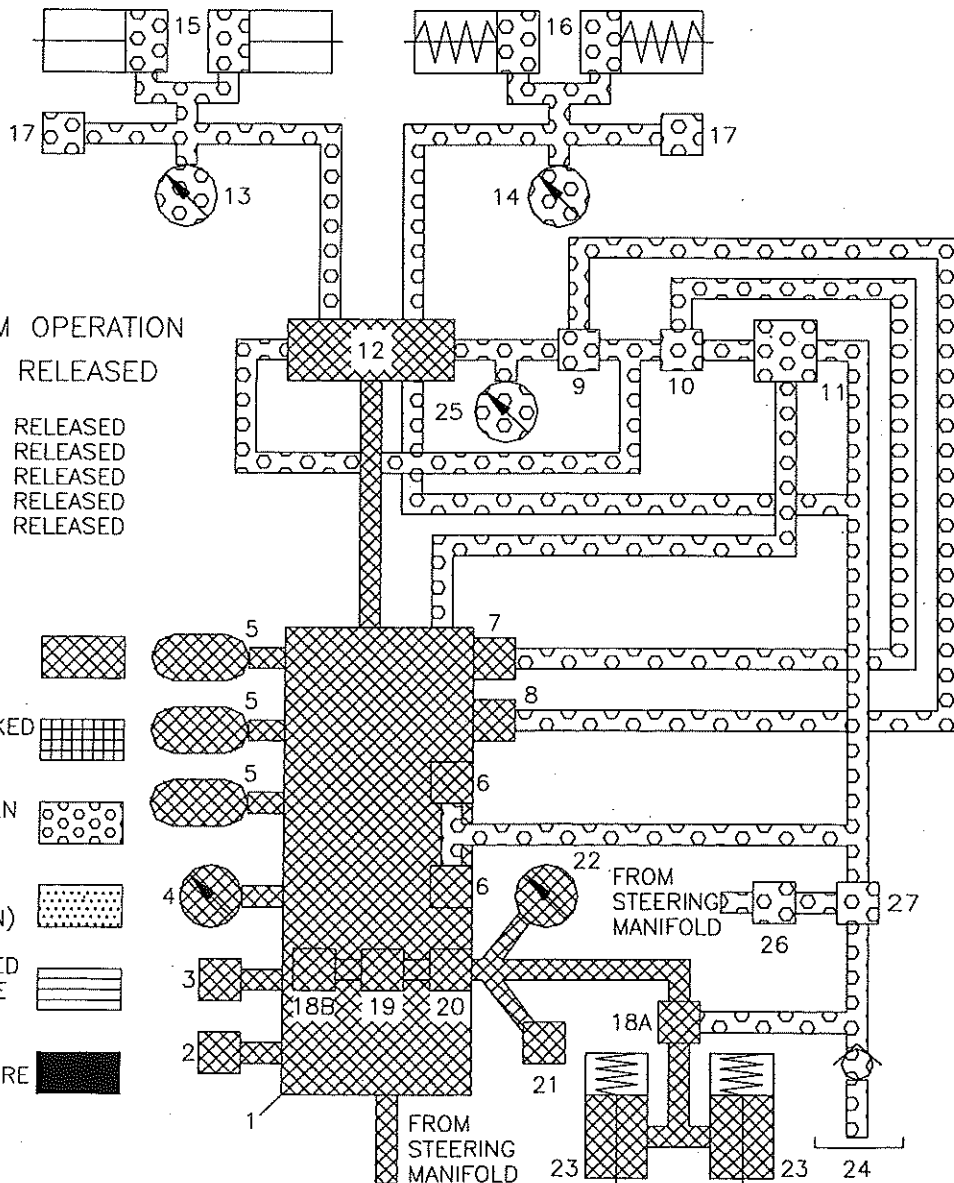 15
16
17
17
13
14
M OPERATION
RELEASED
12
9
10
11
25
RELEASED
RELEASED
RELEASED
RELEASED
RELEASED
5
7
5
8
KED
5
6
AN
22
4
6
FROM
STEERING
MANIFOLD
27
N)
26
3
18B
19
20
ED
E
18A
2
21
RE
1
FROM
STEERING
MANIFOLD
23
23
24